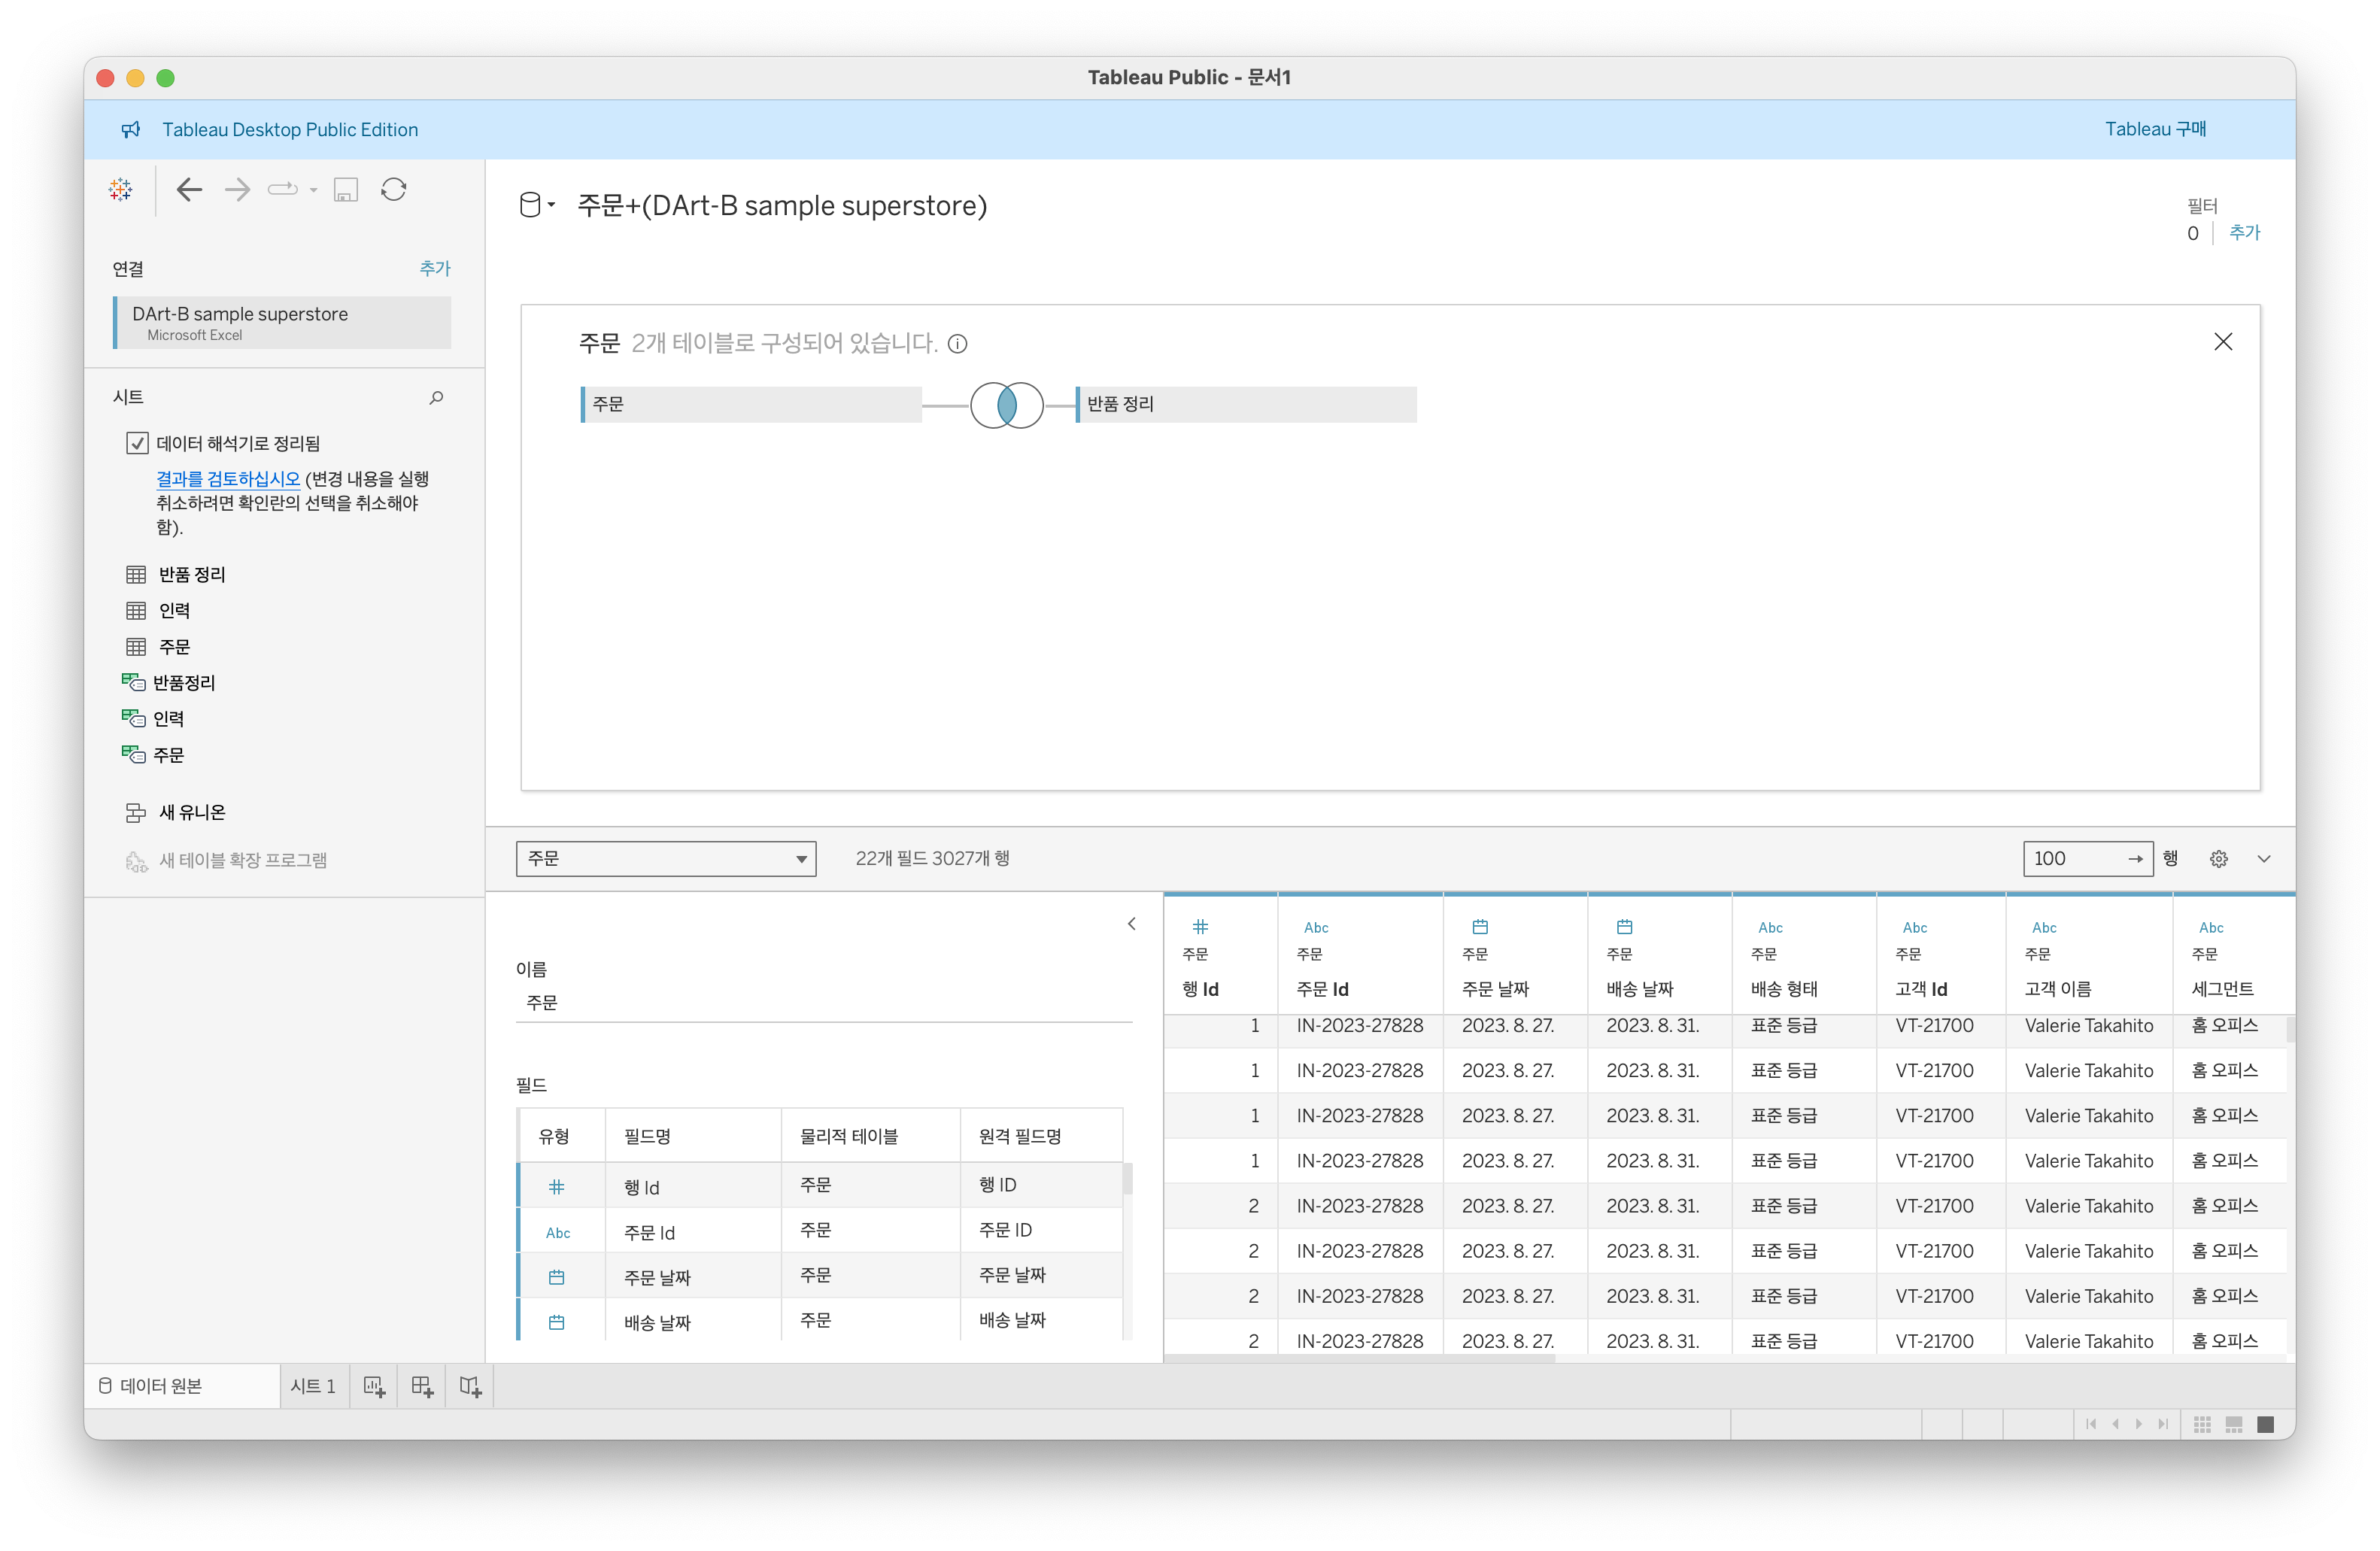 Tableau Public - 문서1
Tableau Desktop Public Edition
Tableau 구매
연결
추가
DArt-B sample superstore
Microsoft Excel
시트
데이터 해석기로 정리됨
결과를 검토하십시오 (변경 내용을 실행
취소하려면 확인란의 선택을 취소해야
함).
반품 정리
인력
주문
반품정리
인력
주문
새 유니온
새 테이블 확장 프로그램
주문+(DArt-B sample superstore)
필터
0
추가
주문 2개 테이블로 구성되어 있습니다.
주문
반품 정리
주문
22개 필드 3027개 행
100 → 행
이름
주문
필드
유형 필드명 물리적 테이블 원격 필드명
# 행 Id 주문 행 ID
Abc 주문 Id 주문 주문 ID
주문 날짜 주문 주문 날짜
배송 날짜 주문 배송 날짜
# Abc Abc Abc Abc Abc
주문 주문 주문 주문 주문 주문 주문 주문
행 Id 주문 Id 주문 날짜 배송 날짜 배송 형태 고객 Id 고객 이름 세그먼트
1 IN-2023-27828 2023. 8. 27. 2023. 8. 31. 표준 등급 VT-21700 Valerie Takahito 홈 오피스
1 IN-2023-27828 2023. 8. 27. 2023. 8. 31. 표준 등급 VT-21700 Valerie Takahito 홈 오피스
1 IN-2023-27828 2023. 8. 27. 2023. 8. 31. 표준 등급 VT-21700 Valerie Takahito 홈 오피스
1 IN-2023-27828 2023. 8. 27. 2023. 8. 31. 표준 등급 VT-21700 Valerie Takahito 홈 오피스
2 IN-2023-27828 2023. 8. 27. 2023. 8. 31. 표준 등급 VT-21700 Valerie Takahito 홈 오피스
2 IN-2023-27828 2023. 8. 27. 2023. 8. 31. 표준 등급 VT-21700 Valerie Takahito 홈 오피스
2 IN-2023-27828 2023. 8. 27. 2023. 8. 31. 표준 등급 VT-21700 Valerie Takahito 홈 오피스
2 IN-2023-27828 2023. 8. 27. 2023. 8. 31. 표준 등급 VT-21700 Valerie Takahito 홈 오피스
데이터 원본
시트 1